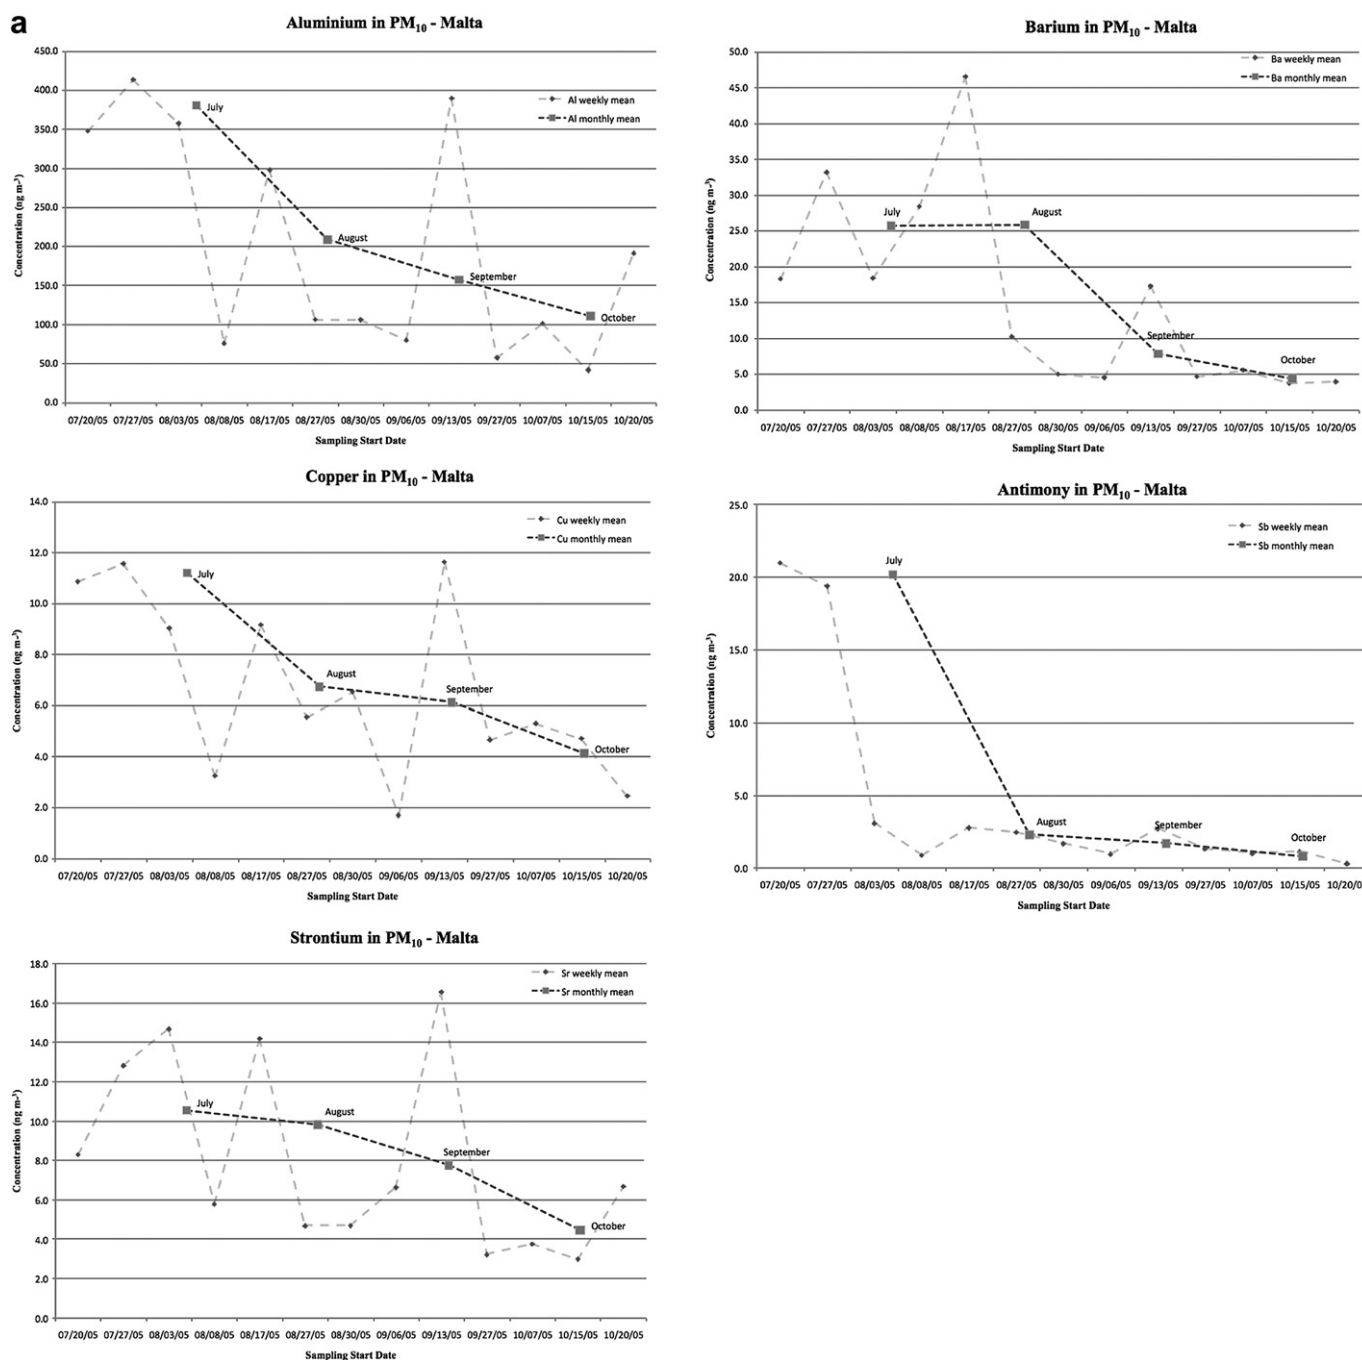 a
Aluminium in PM10 - Malta
450.0
400.0
350.0
300.0
250.0
200.0
150.0
100.0
50.0
0.0
Concentration (ng m-3)
Al weekly mean
Al monthly mean
July
August
September
October
07/20/05 07/27/05 08/03/05 08/08/05 08/17/05 08/27/05 08/30/05 09/06/05 09/13/05 09/27/05 10/07/05 10/15/05 10/20/05
Sampling Start Date
Barium in PM10 - Malta
50.0
45.0
40.0
35.0
30.0
25.0
20.0
15.0
10.0
5.0
0.0
Concentration (ng m-3)
Ba weekly mean
Ba monthly mean
July
August
September
October
07/20/05 07/27/05 08/03/05 08/08/05 08/17/05 08/27/05 08/30/05 09/06/05 09/13/05 09/27/05 10/07/05 10/15/05 10/20/05
Sampling Start Date
Copper in PM10 - Malta
14.0
12.0
10.0
8.0
6.0
4.0
2.0
0.0
Concentration (ng m-3)
Cu weekly mean
Cu monthly mean
July
August
September
October
07/20/05 07/27/05 08/03/05 08/08/05 08/17/05 08/27/05 08/30/05 09/06/05 09/13/05 09/27/05 10/07/05 10/15/05 10/20/05
Sampling Start Date
Antimony in PM10 - Malta
25.0
20.0
15.0
10.0
5.0
0.0
Concentration (ng m-3)
Sb weekly mean
Sb monthly mean
July
August
September
October
07/20/05 07/27/05 08/03/05 08/08/05 08/17/05 08/27/05 08/30/05 09/06/05 09/13/05 09/27/05 10/07/05 10/15/05 10/20/0
Sampling Start Date
Strontium in PM10 - Malta
18.0
16.0
14.0
12.0
10.0
8.0
6.0
4.0
2.0
0.0
Concentration (ng m-3)
Sr weekly mean
Sr monthly mean
July
August
September
October
07/20/05 07/27/05 08/03/05 08/08/05 08/17/05 08/27/05 08/30/05 09/06/05 09/13/05 09/27/05 10/07/05 10/15/05 10/20/05
Sampling Start Date